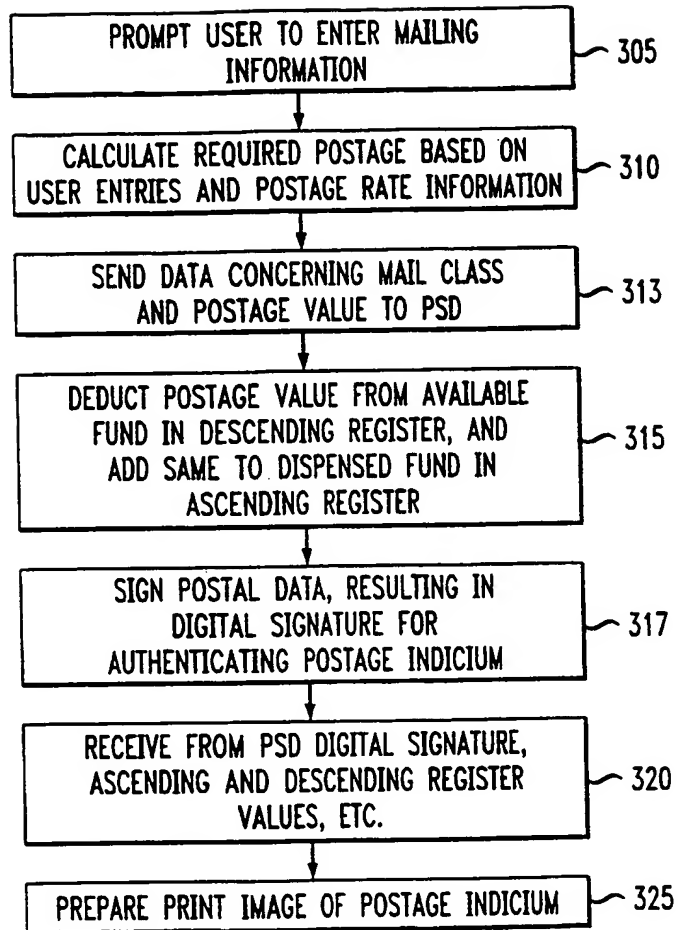 PROMPT USER TO ENTER MAILING
INFORMATION
305
CALCULATE REQUIRED POSTAGE BASED ON
USER ENTRIES AND POSTAGE RATE INFORMATION
310
SEND DATA CONCERNING MAIL CLASS
AND POSTAGE VALUE TO PSD
313
DEDUCT POSTAGE VALUE FROM AVAILABLE
FUND IN DESCENDING REGISTER, AND
ADD SAME TO DISPENSED FUND IN
ASCENDING REGISTER
315
SIGN POSTAL DATA, RESULTING IN
DIGITAL SIGNATURE FOR
AUTHENTICATING POSTAGE INDICIUM
317
RECEIVE FROM PSD DIGITAL SIGNATURE,
ASCENDING AND DESCENDING REGISTER
VALUES, ETC.
320
PREPARE PRINT IMAGE OF POSTAGE INDICIUM
325